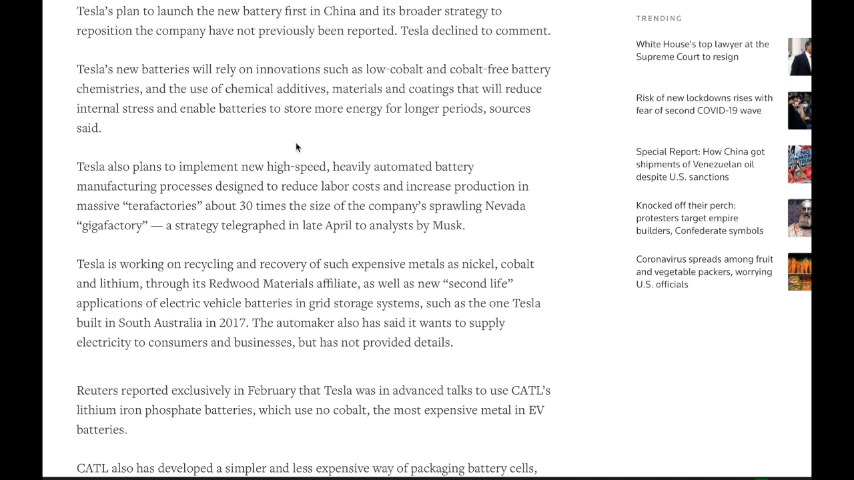 Tesla's plan to launch the new battery first in China and its broader strategy to
reposition the company have not previously been reported. Tesla declined to comment.
Tesla's new batteries will rely on innovations such as low-cobalt and cobalt-free battery
chemistries, and the use of chemical additives, materials and coatings that will reduce
internal stress and enable batteries to store more energy for longer periods, sources
said.
Tesla also plans to implement new high-speed, heavily automated battery
manufacturing processes designed to reduce labor costs and increase production in
massive “terafactories” about 30 times the size of the company's sprawling Nevada
“gigafactory” — a strategy telegraphed in late April to analysts by Musk.
Tesla is working on recycling and recovery of such expensive metals as nickel, cobalt
and lithium, through its Redwood Materials affiliate, as well as new “second life”
applications of electric vehicle batteries in grid storage systems, such as the one Tesla
built in South Australia in 2017. The automaker also has said it wants to supply
electricity to consumers and businesses, but has not provided details.
Reuters reported exclusively in February that Tesla was in advanced talks to use CATL's
lithium iron phosphate batteries, which use no cobalt, the most expensive metal in EV
batteries.
CATL also has developed a simpler and less expensive way of packaging battery cells,
TRENDING
White House's top lawyer at the
Supreme Court to resign
Risk of new lockdowns rises with
fear of second COVID-19 wave
Special Report: How China got
shipments of Venezuelan oil
despite U.S. sanctions
Knocked off their perch:
protesters target empire
builders, Confederate symbols
Coronavirus spreads among fruit
and vegetable packers, worrying
U.S. officials